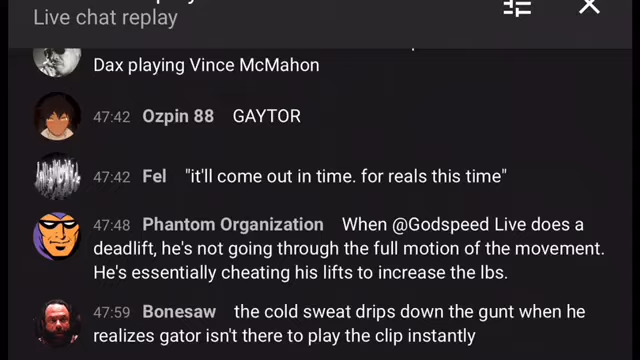 Live chat replay
Dax playing Vince McMahon
47:42 Ozpin 88 GAYTOR
47:42 Fel "it'll come out in time. for reals this time"
47:48 Phantom Organization When @Godspeed Live does a
deadlift, he's not going through the full motion of the movement.
He's essentially cheating his lifts to increase the lbs.
47:59 Bonesaw the cold sweat drips down the gunt when he
realizes gator isn't there to play the clip instantly